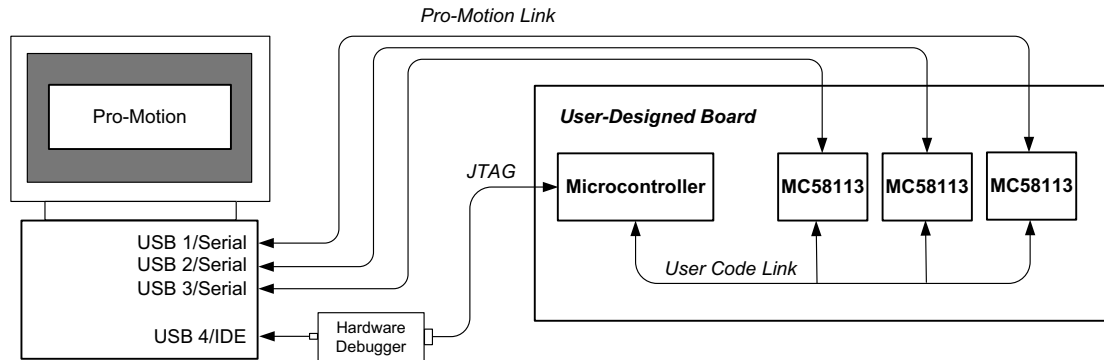 Pro-Motion Link
Pro-Motion
User-Designed Board
JTAG
Microcontroller
MC58113
MC58113
MC58113
USB 1/Serial
USB 2/Serial
USB 3/Serial
User Code Link
USB 4/IDE
Hardware
Debugger